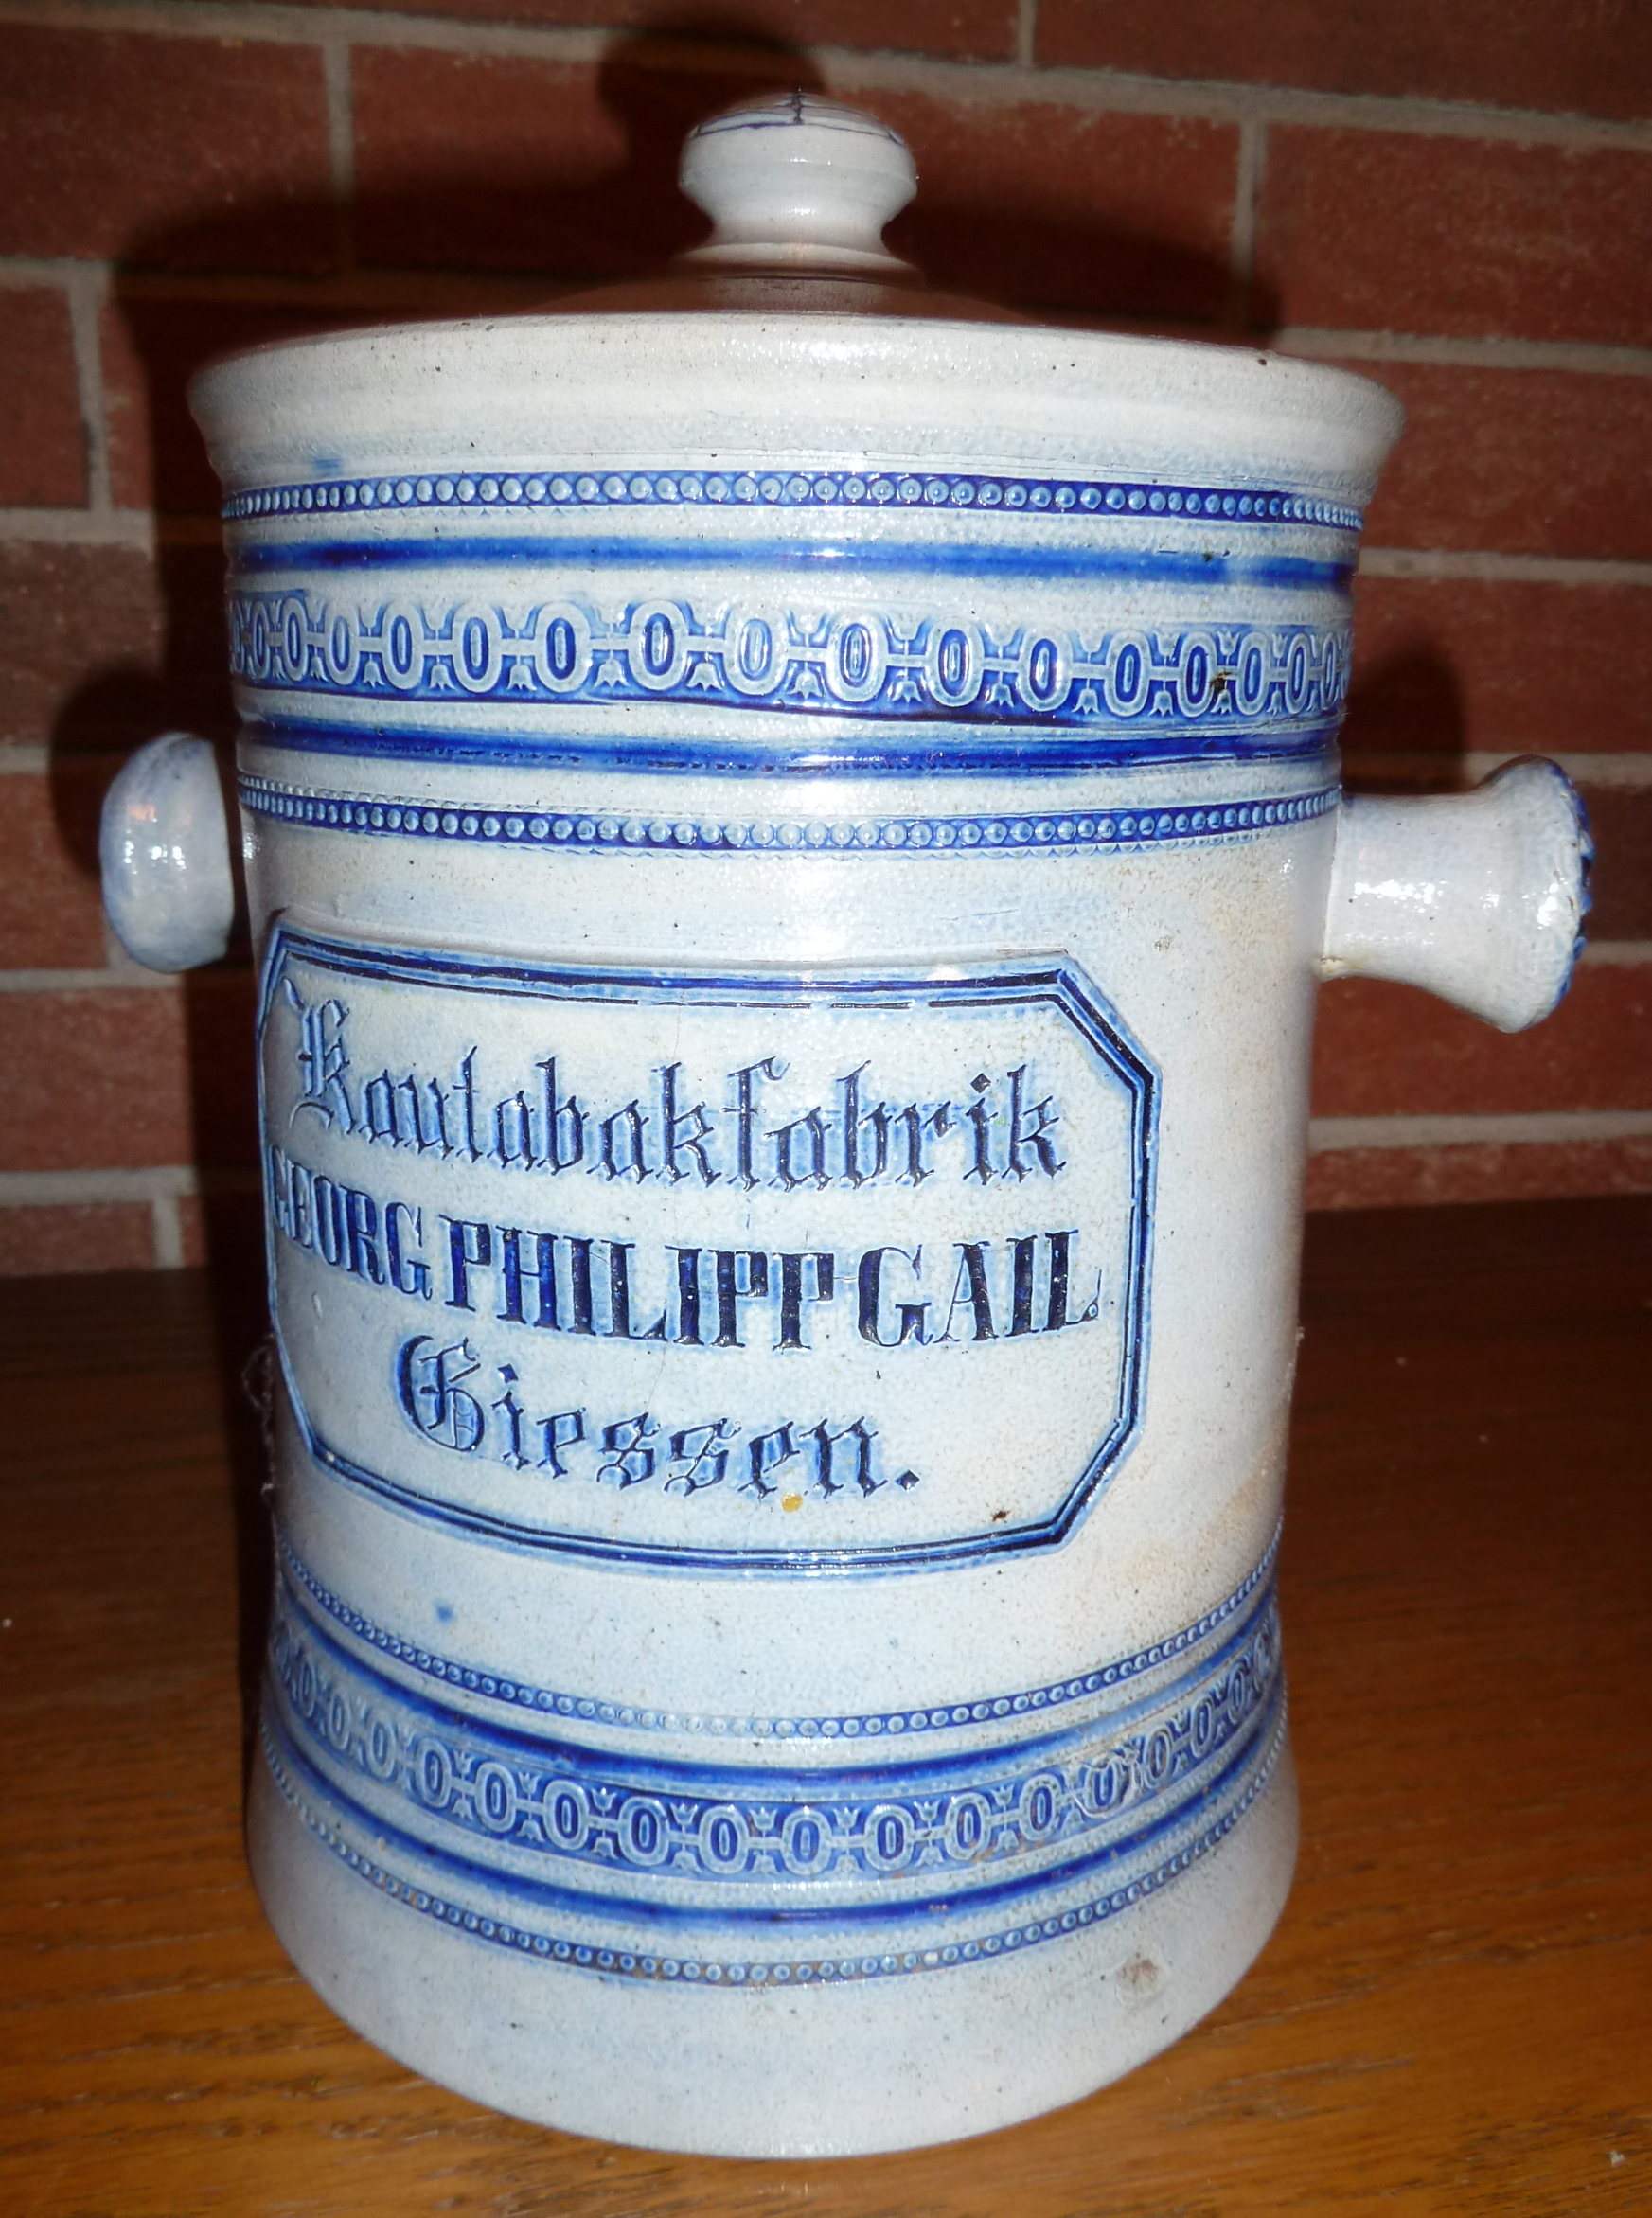 Kautabakfabrik
GEORG PHILIPP GAIL
Giessen.